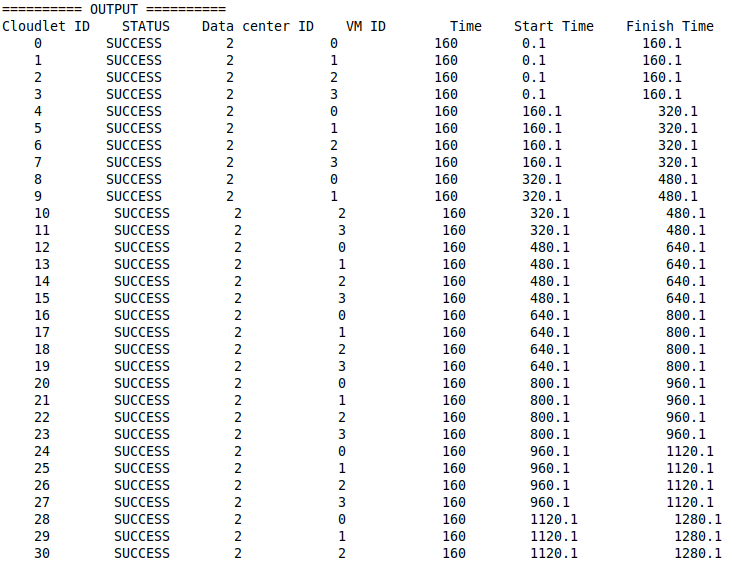 ========== OUTPUT ==========
Cloudlet ID    STATUS    Data center ID    VM ID        Time    Start Time    Finish Time
    0        SUCCESS        2            0            160        0.1            160.1
    1        SUCCESS        2            1            160        0.1            160.1
    2        SUCCESS        2            2            160        0.1            160.1
    3        SUCCESS        2            3            160        0.1            160.1
    4        SUCCESS        2            0            160        160.1            320.1
    5        SUCCESS        2            1            160        160.1            320.1
    6        SUCCESS        2            2            160        160.1            320.1
    7        SUCCESS        2            3            160        160.1            320.1
    8        SUCCESS        2            0            160        320.1            480.1
    9        SUCCESS        2            1            160        320.1            480.1
    10        SUCCESS        2            2            160        320.1            480.1
    11        SUCCESS        2            3            160        320.1            480.1
    12        SUCCESS        2            0            160        480.1            640.1
    13        SUCCESS        2            1            160        480.1            640.1
    14        SUCCESS        2            2            160        480.1            640.1
    15        SUCCESS        2            3            160        480.1            640.1
    16        SUCCESS        2            0            160        640.1            800.1
    17        SUCCESS        2            1            160        640.1            800.1
    18        SUCCESS        2            2            160        640.1            800.1
    19        SUCCESS        2            3            160        640.1            800.1
    20        SUCCESS        2            0            160        800.1            960.1
    21        SUCCESS        2            1            160        800.1            960.1
    22        SUCCESS        2            2            160        800.1            960.1
    23        SUCCESS        2            3            160        800.1            960.1
    24        SUCCESS        2            0            160        960.1            1120.1
    25        SUCCESS        2            1            160        960.1            1120.1
    26        SUCCESS        2            2            160        960.1            1120.1
    27        SUCCESS        2            3            160        960.1            1120.1
    28        SUCCESS        2            0            160        1120.1            1280.1
    29        SUCCESS        2            1            160        1120.1            1280.1
    30        SUCCESS        2            2            160        1120.1            1280.1